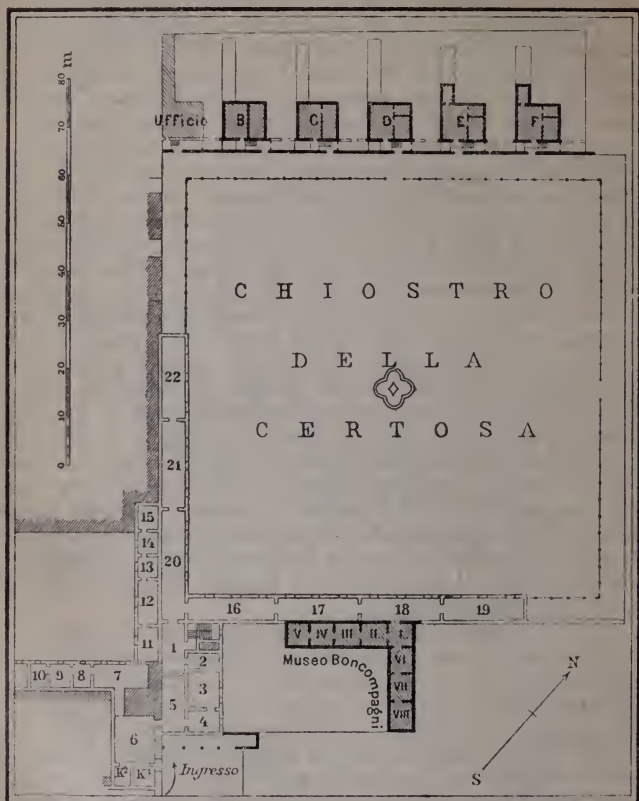 80 m
70
60
50
40
30
20
10
0
Ufficio B C D E F
CHIOSTRO
DELLA
CERTOSA
22
21
20
15
14
13
12
11
16 17 18 19
1
2
3
4
5
V IV III II I
VI
VII
VIII
Museo Boncompagni
10 9 8 7
6
K² K¹
Ingresso
N
S